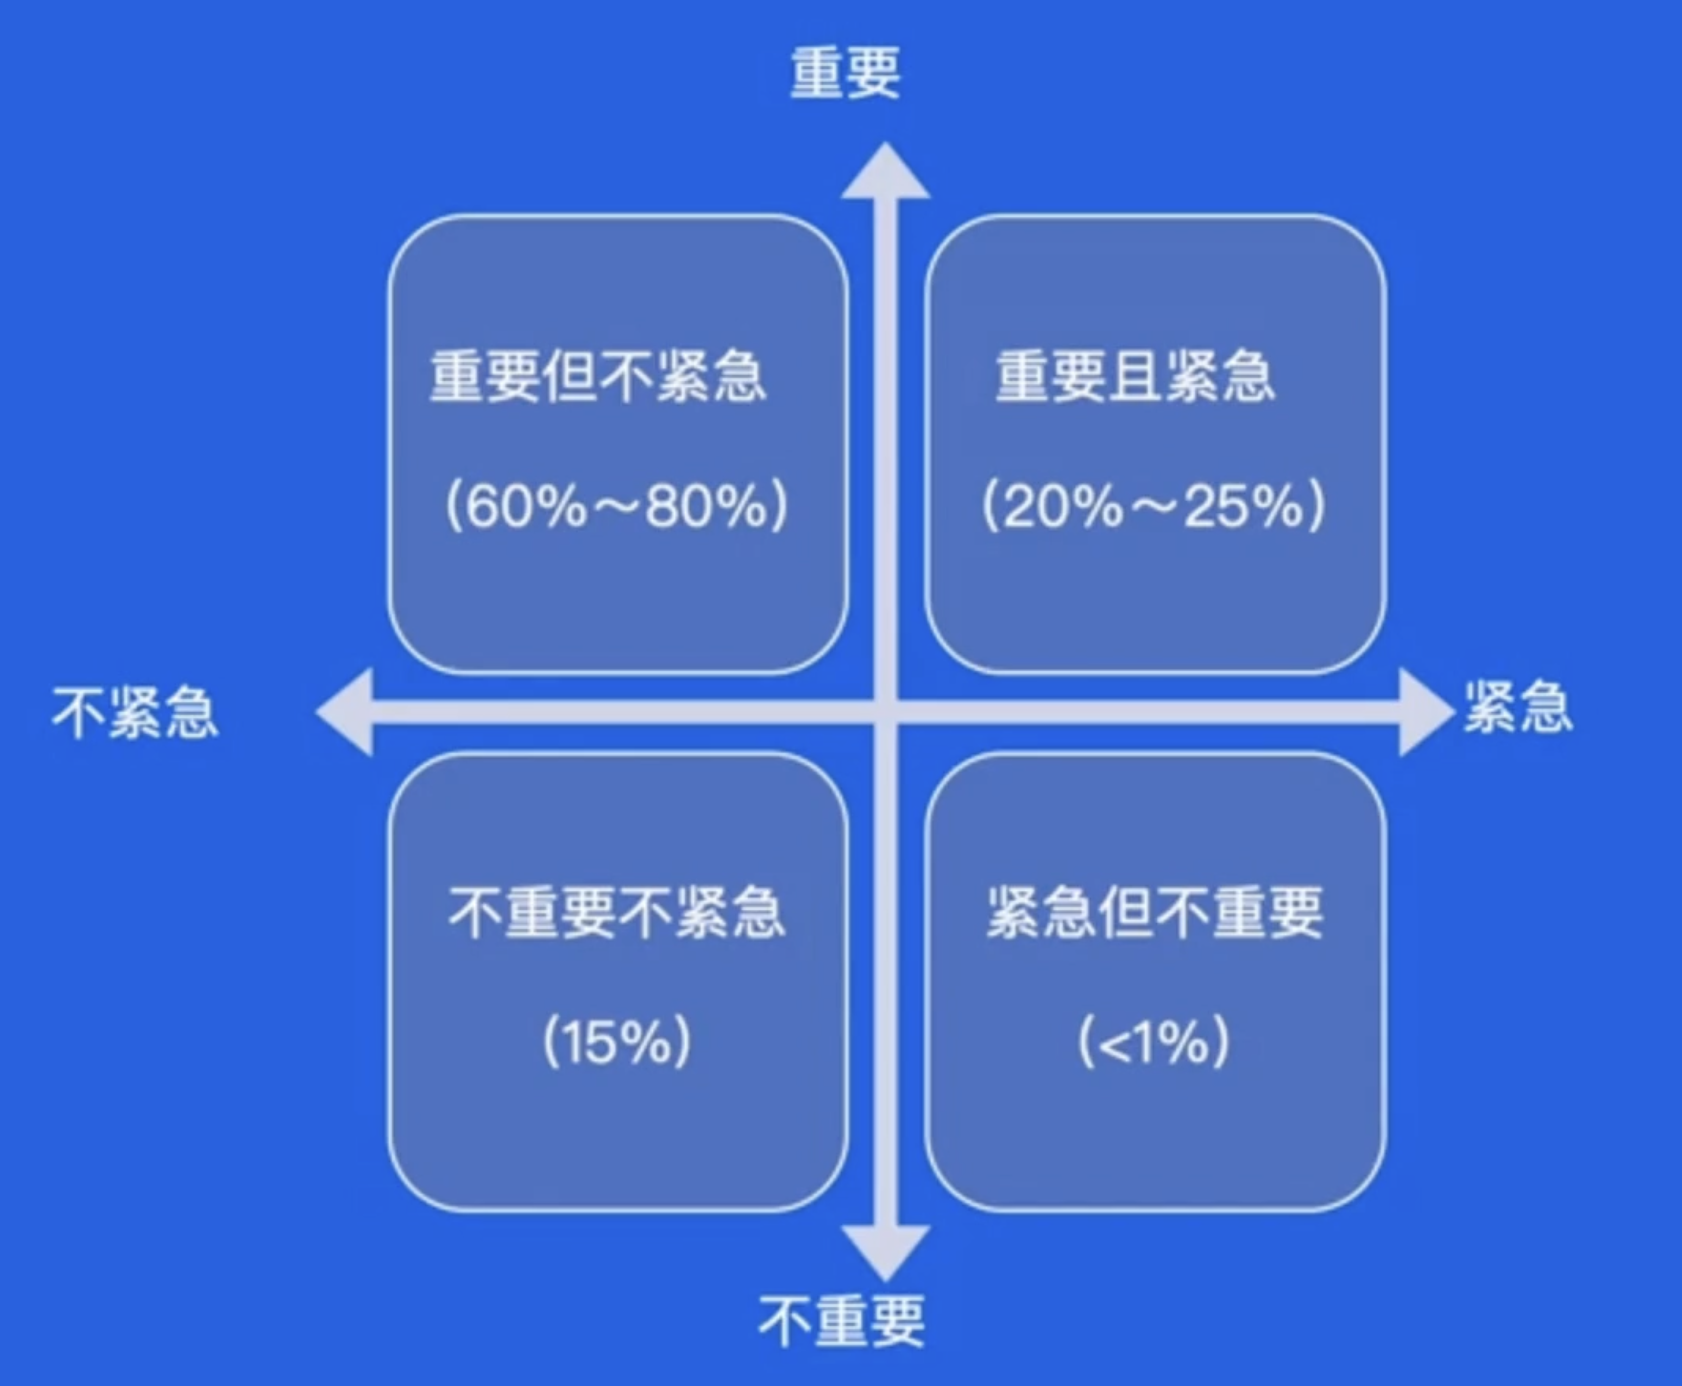 重要
重要但不紧急
重要且紧急
(60%～80%)
(20%～25%)
不紧急
紧急
不重要不紧急
紧急但不重要
(15%)
(<1%)
不重要